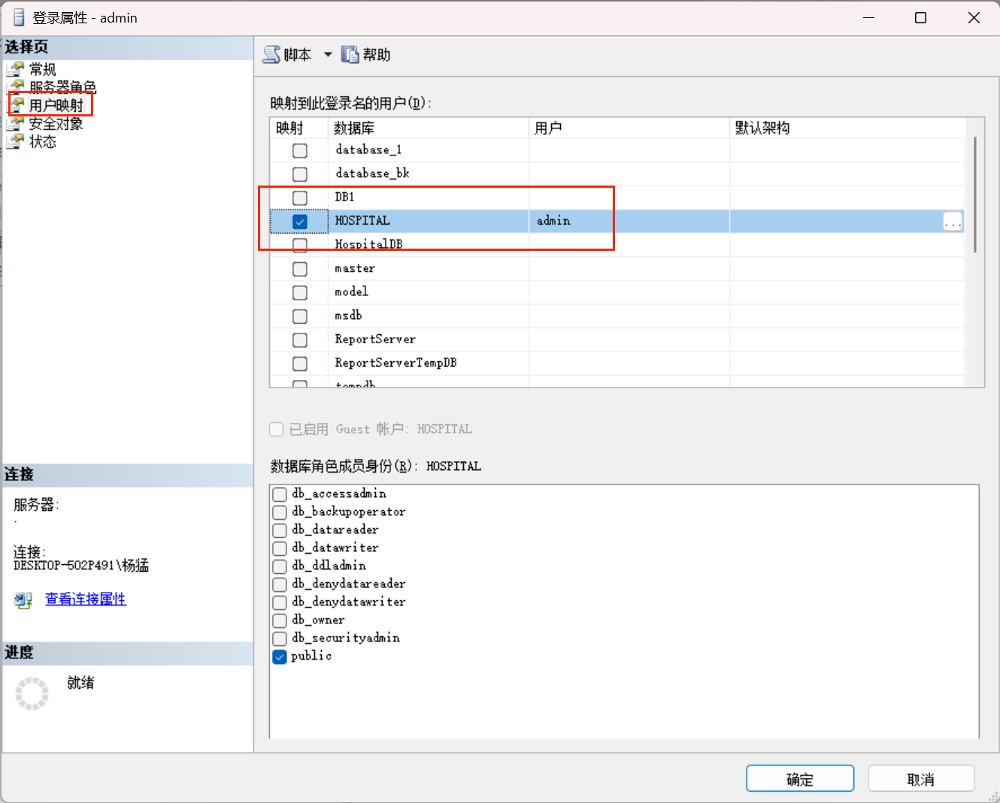 登录属性 - admin
选择页
常规
服务器角色
用户映射
安全对象
状态
脚本
帮助
映射到此登录名的用户(D):
映射 数据库 用户 默认架构
database_1
database_bk
DB1
HOSPITAL admin ...
HospitalDB
master
model
msdb
ReportServer
ReportServerTempDB
tempdb
已启用 Guest 帐户: HOSPITAL
数据库角色成员身份(R): HOSPITAL
db_accessadmin
db_backupoperator
db_datareader
db_datawriter
db_ddladmin
db_denydatareader
db_denydatawriter
db_owner
db_securityadmin
public
连接
服务器:
.
连接:
DESKTOP-502P491\杨猛
查看连接属性
进度
就绪
确定
取消